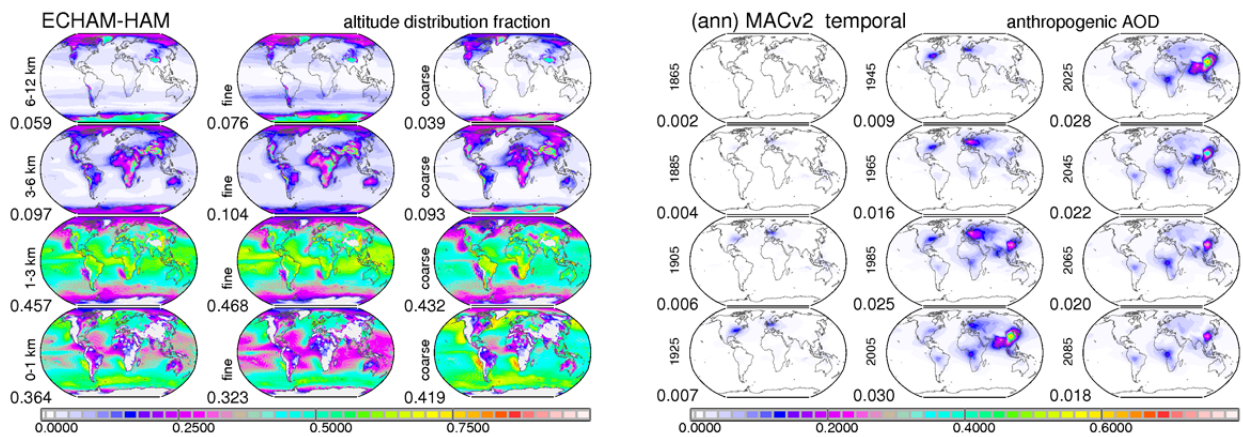 ECHAM-HAM altitude distribution fraction
6-12 km fine coarse
0.059 0.076 0.039
3-6 km fine coarse
0.097 0.104 0.093
1-3 km fine coarse
0.457 0.468 0.432
0-1 km fine coarse
0.364 0.323 0.419
0.0000 0.2500 0.5000 0.7500
(ann) MACv2 temporal anthropogenic AOD
1865 1945 2025
0.002 0.009 0.028
1885 1965 2045
0.004 0.016 0.022
1905 1985 2065
0.006 0.025 0.020
1925 2005 2085
0.007 0.030 0.018
0.0000 0.2000 0.4000 0.6000